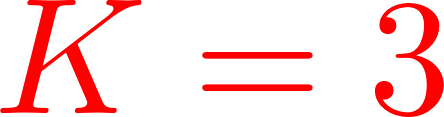 K = 3